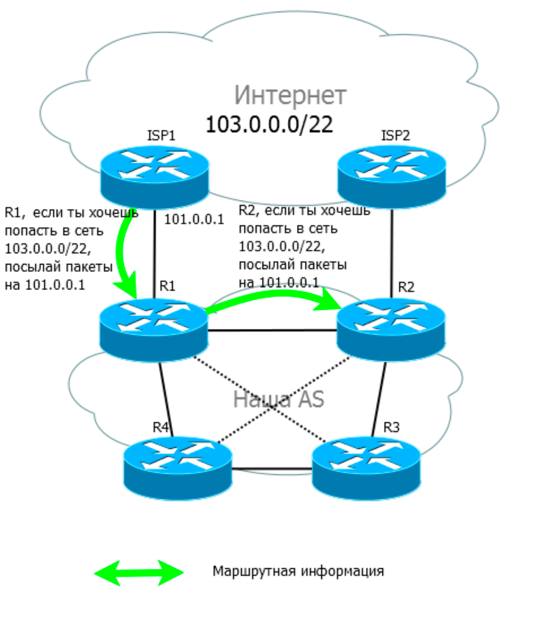 Интернет
103.0.0.0/22
ISP1
ISP2
R1, если ты хочешь
попасть в сеть
103.0.0.0/22,
посылай пакеты
на 101.0.0.1
101.0.0.1
R2, если ты хочешь
попасть в сеть
103.0.0.0/22,
посылай пакеты
на 101.0.0.1
R1
R2
Наша AS
R4
R3
Маршрутная информация